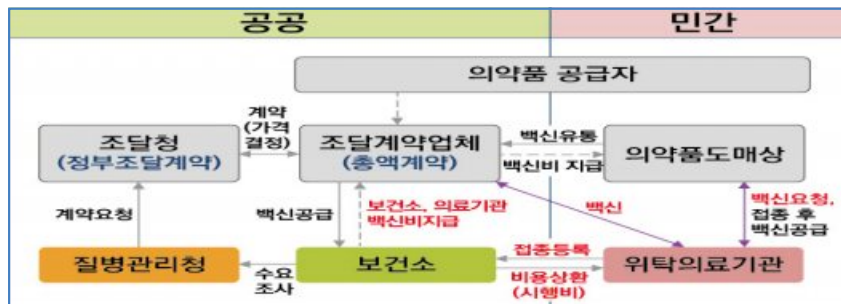 공공
민간
의약품 공급자
계약
(가격
결정)
조달청
(정부조달계약)
조달계약업체
(총액계약)
백신유통
백신비 지급
의약품도매상
계약요청
백신공급
보건소, 의료기관
백신비지급
백신
백신요청,
접종 후
백신공급
질병관리청
수요
조사
보건소
접종등록
비용상환
(시행비)
위탁의료기관